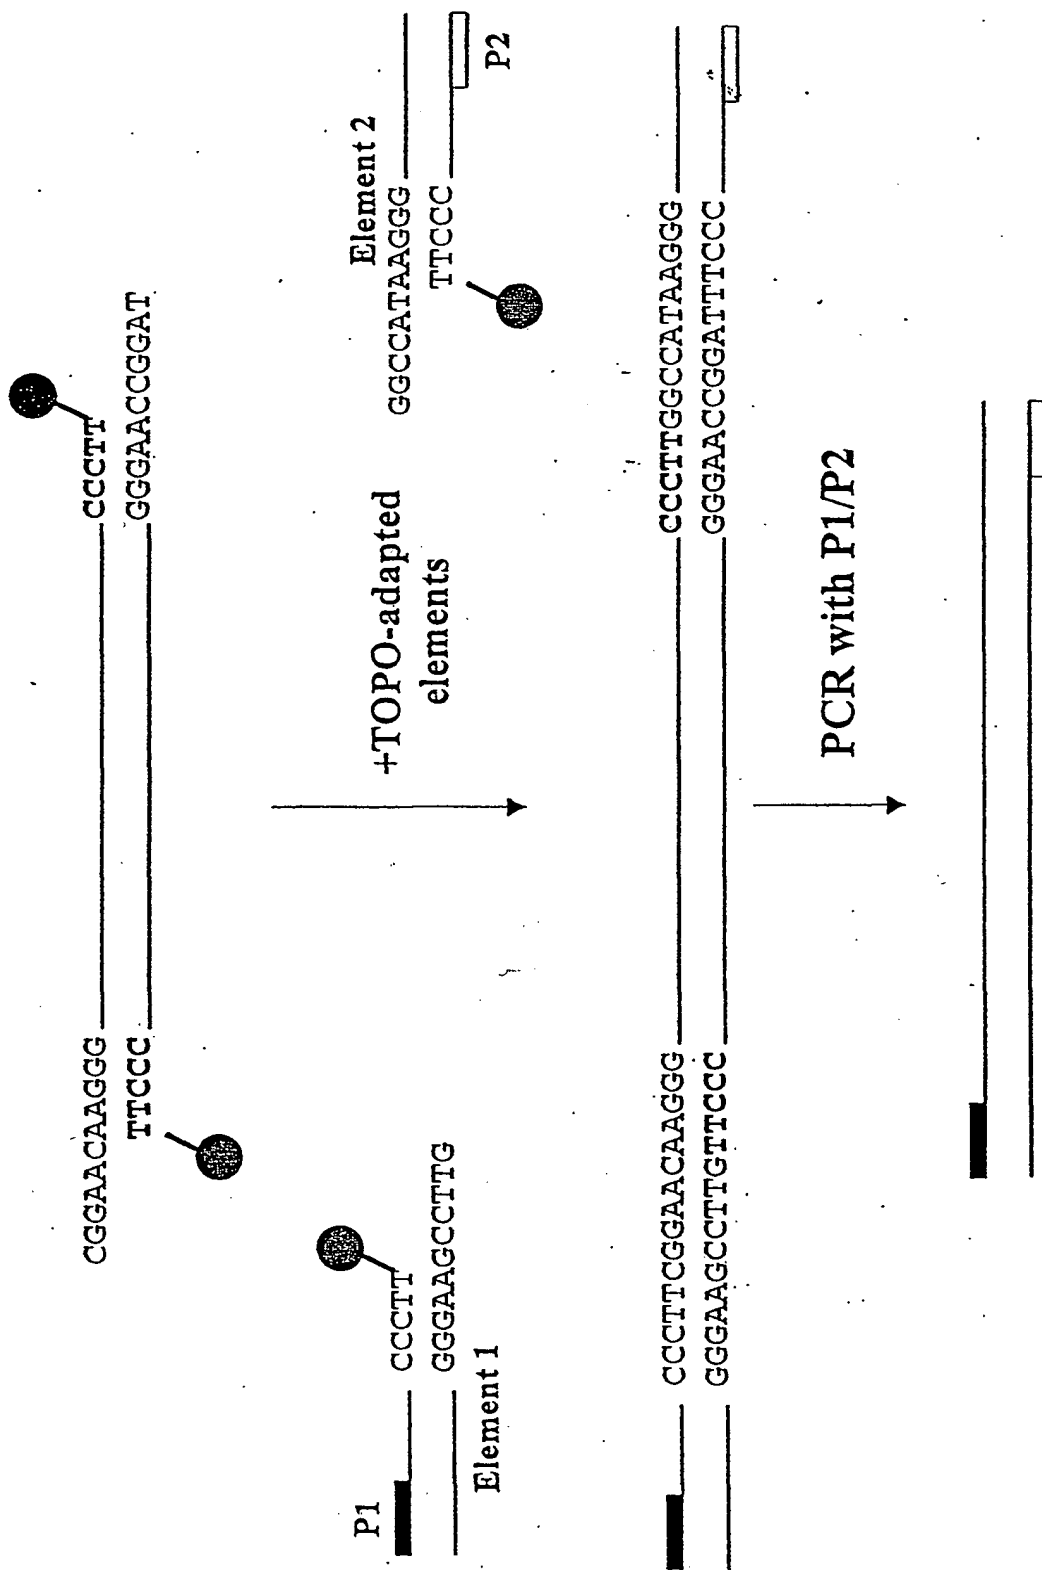 CGGAACAAGGG
CCCTT
TTCCC
GGGAACCGGAT
+TOPO-adapted
elements
P1
CCCTT
GGGAAGCCTTG
Element 1
Element 2
GGCCATAAGGG
TTCCC
P2
CCCTTCGGAACAAGGG
CCCTTGGCCATAAGGG
GGGAAGCCTTGTTCCC
GGGAACCGGATTTCCC
PCR with P1/P2